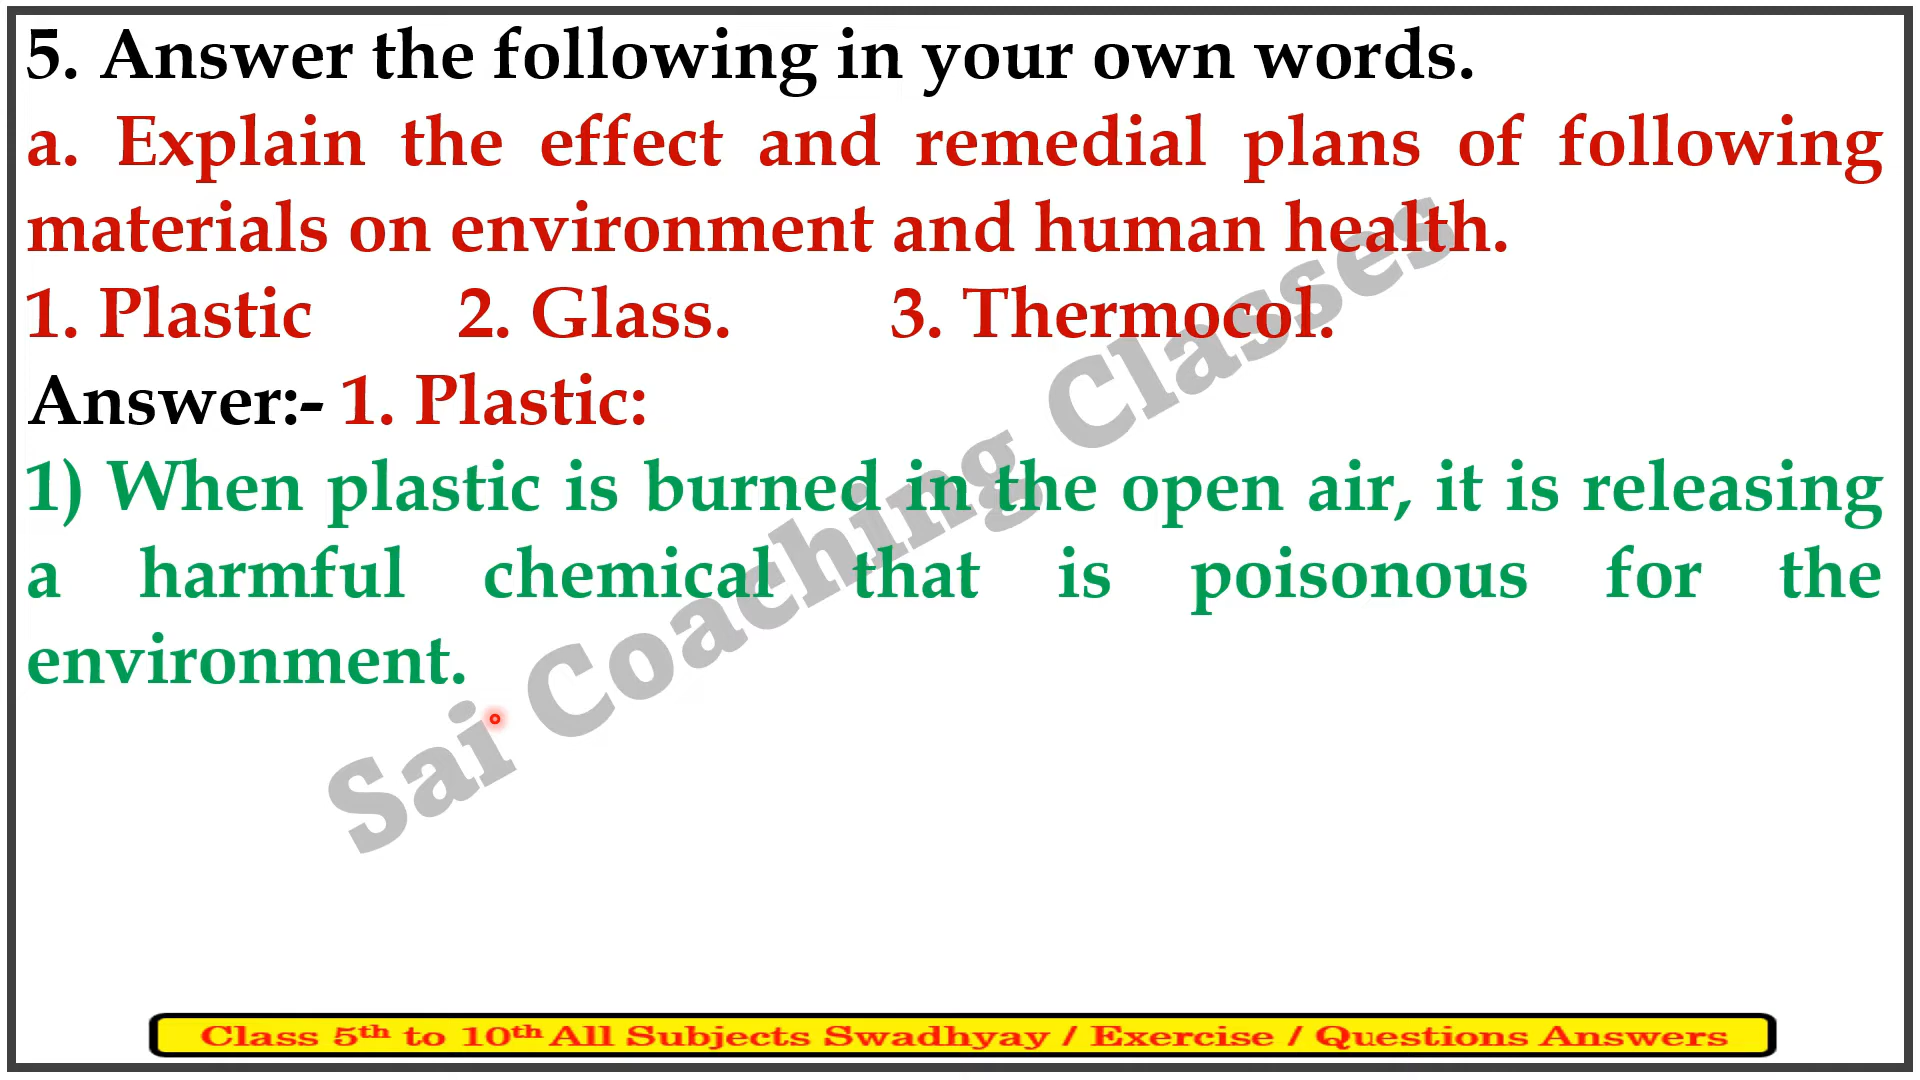 5. Answer the following in your own words.
a. Explain the effect and remedial plans of following
materials on environment and human health.
1. Plastic 2. Glass. 3. Thermocol.
Answer:- 1. Plastic:
1) When plastic is burned in the open air, it is releasing
a harmful chemical that is poisonous for the
environment.
Sai Coaching Classes
Class 5th to 10th All Subjects Swadhyay / Exercise / Questions Answers